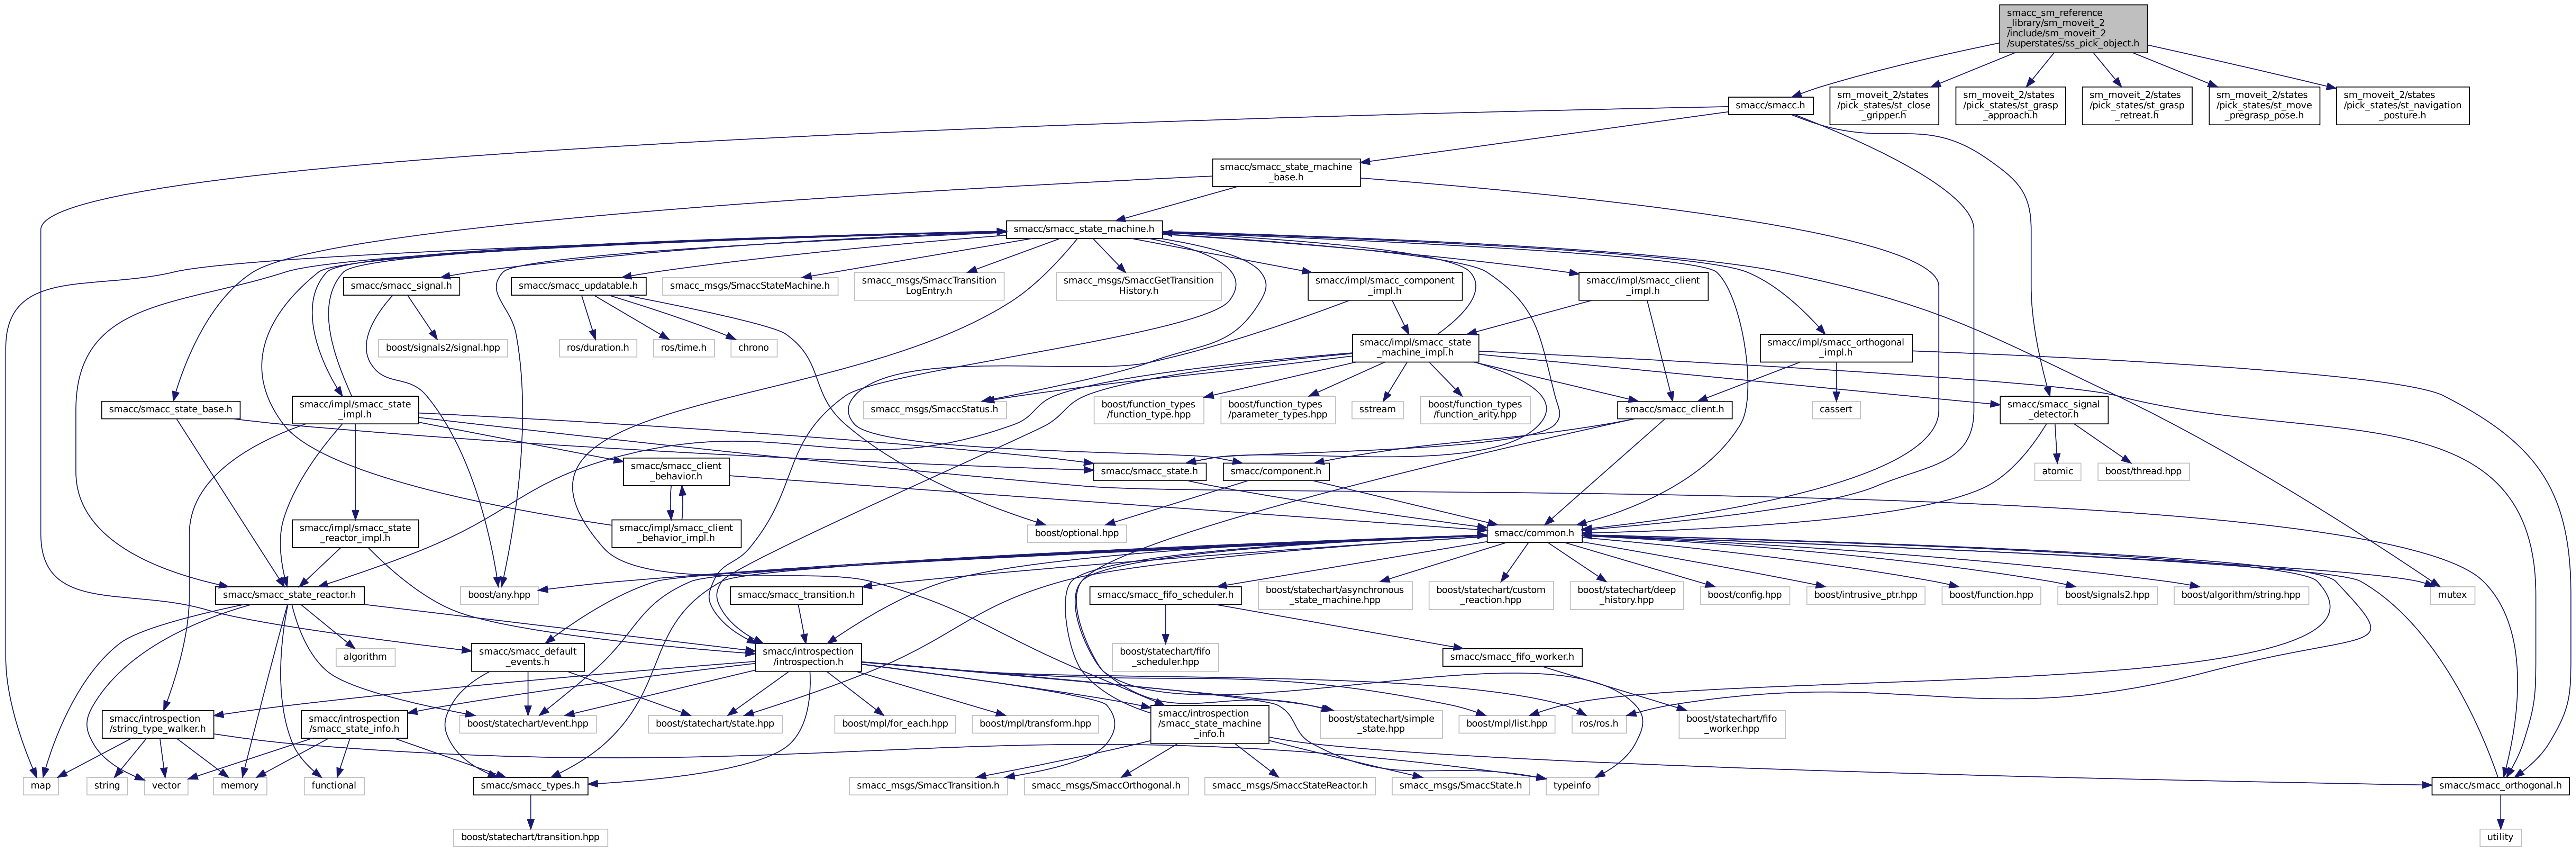 smacc_sm_reference
_library/sm_moveit_2
/include/sm_moveit_2
/superstates/ss_pick_object.h
smacc/smacc.h
sm_moveit_2/states
/pick_states/st_close
_gripper.h
sm_moveit_2/states
/pick_states/st_grasp
_approach.h
sm_moveit_2/states
/pick_states/st_grasp
_retreat.h
sm_moveit_2/states
/pick_states/st_move
_pregrasp_pose.h
sm_moveit_2/states
/pick_states/st_navigation
_posture.h
smacc/smacc_state_machine
_base.h
smacc/smacc_state_machine.h
smacc/smacc_signal.h
smacc/smacc_updatable.h
smacc_msgs/SmaccStateMachine.h
smacc_msgs/SmaccTransition
LogEntry.h
smacc_msgs/SmaccGetTransition
History.h
smacc/impl/smacc_component
_impl.h
smacc/impl/smacc_client
_impl.h
boost/signals2/signal.hpp
ros/duration.h
ros/time.h
chrono
smacc/impl/smacc_state
_machine_impl.h
smacc/impl/smacc_orthogonal
_impl.h
smacc/smacc_state_base.h
smacc/impl/smacc_state
_impl.h
smacc_msgs/SmaccStatus.h
boost/function_types
/function_type.hpp
boost/function_types
/parameter_types.hpp
sstream
boost/function_types
/function_arity.hpp
smacc/smacc_client.h
cassert
smacc/smacc_signal
_detector.h
smacc/smacc_client
_behavior.h
smacc/smacc_state.h
smacc/component.h
atomic
boost/thread.hpp
smacc/impl/smacc_state
_reactor_impl.h
smacc/impl/smacc_client
_behavior_impl.h
boost/optional.hpp
smacc/common.h
smacc/smacc_state_reactor.h
boost/any.hpp
smacc/smacc_transition.h
smacc/smacc_fifo_scheduler.h
boost/statechart/asynchronous
_state_machine.hpp
boost/statechart/custom
_reaction.hpp
boost/statechart/deep
_history.hpp
boost/config.hpp
boost/intrusive_ptr.hpp
boost/function.hpp
boost/signals2.hpp
boost/algorithm/string.hpp
mutex
algorithm
smacc/smacc_default
_events.h
smacc/introspection
/introspection.h
boost/statechart/fifo
_scheduler.hpp
smacc/smacc_fifo_worker.h
smacc/introspection
/string_type_walker.h
smacc/introspection
/smacc_state_info.h
boost/statechart/event.hpp
boost/statechart/state.hpp
boost/mpl/for_each.hpp
boost/mpl/transform.hpp
smacc/introspection
/smacc_state_machine
_info.h
boost/statechart/simple
_state.hpp
boost/mpl/list.hpp
ros/ros.h
boost/statechart/fifo
_worker.hpp
map
string
vector
memory
functional
smacc/smacc_types.h
smacc_msgs/SmaccTransition.h
smacc_msgs/SmaccOrthogonal.h
smacc_msgs/SmaccStateReactor.h
smacc_msgs/SmaccState.h
typeinfo
smacc/smacc_orthogonal.h
boost/statechart/transition.hpp
utility